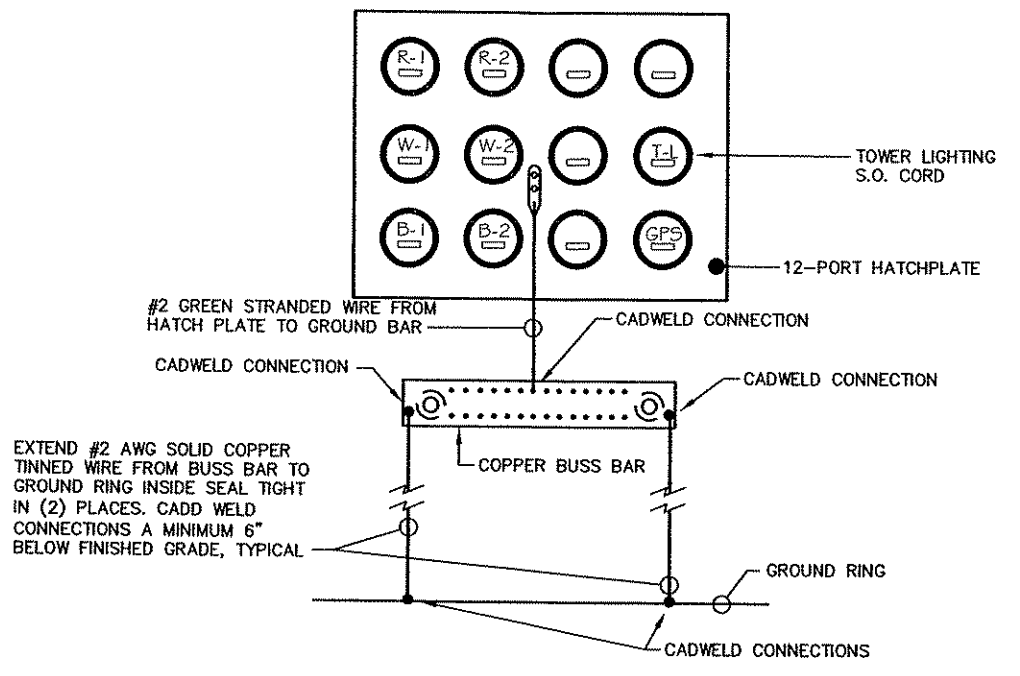 R-1
R-2
W-1
W-2
T-L
TOWER LIGHTING
S.O. CORD
B-1
B-2
GPS
12-PORT HATCHPLATE
#2 GREEN STRANDED WIRE FROM
HATCH PLATE TO GROUND BAR
CADWELD CONNECTION
CADWELD CONNECTION
CADWELD CONNECTION
EXTEND #2 AWG SOLID COPPER
TINNED WIRE FROM BUSS BAR TO
GROUND RING INSIDE SEAL TIGHT
IN (2) PLACES. CADD WELD
CONNECTIONS A MINIMUM 6"
BELOW FINISHED GRADE, TYPICAL
COPPER BUSS BAR
GROUND RING
CADWELD CONNECTIONS